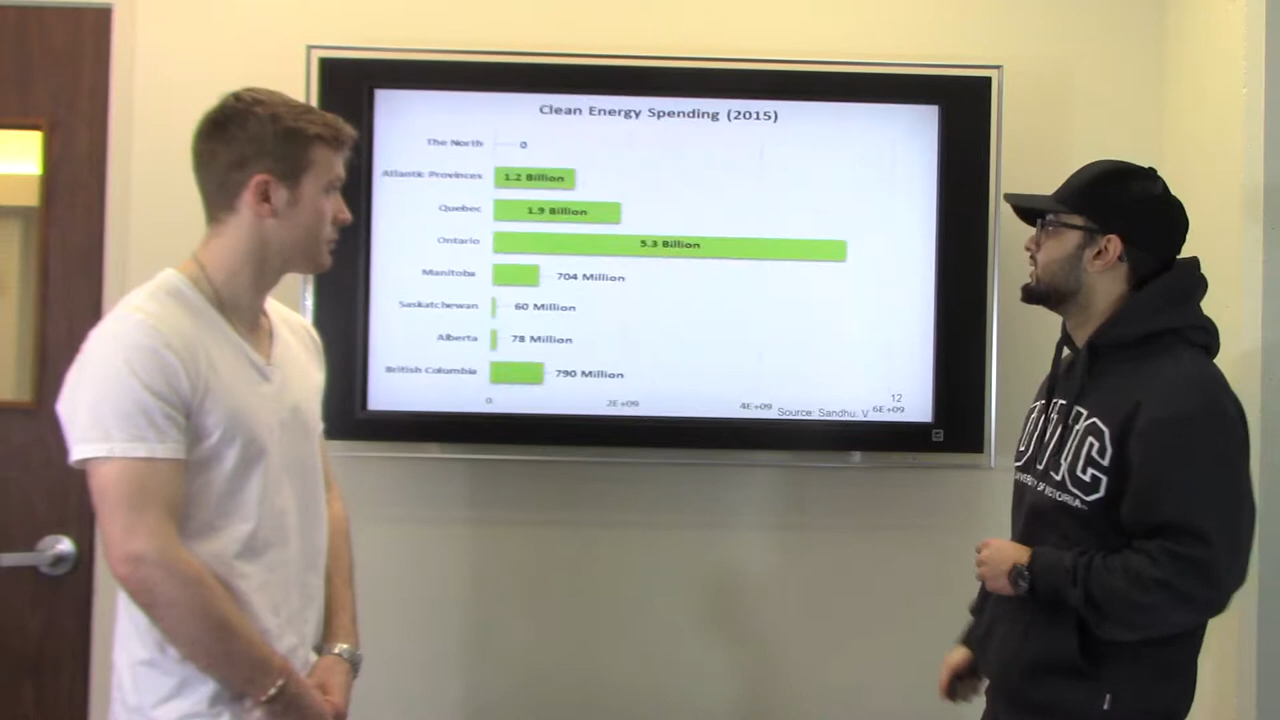 Clean Energy Spending (2015)
The North 0
Atlantic Provinces 1.2 Billion
Quebec 1.9 Billion
Ontario 5.3 Billion
Manitoba 704 Million
Saskatchewan 60 Million
Alberta 78 Million
British Columbia 790 Million
0 2E+09 4E+09 6E+09
12
Source: Sandhu. V
UVIC
UNIVERSITY OF VICTORIA